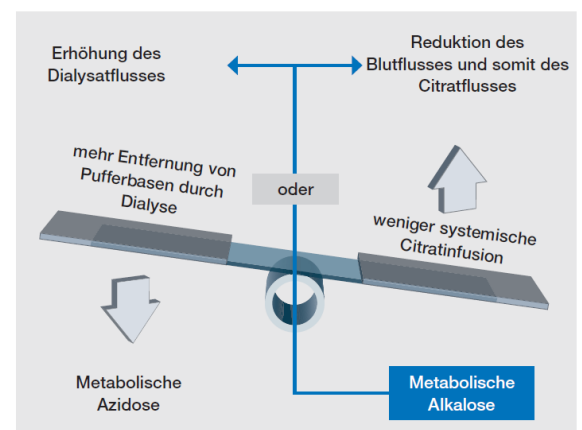 Erhöhung des
Dialysatflusses
Reduktion des
Blutflusses und somit des
Citratflusses
mehr Entfernung von
Pufferbasen durch
Dialyse
oder
weniger systemische
Citratinfusion
Metabolische
Azidose
Metabolische
Alkalose